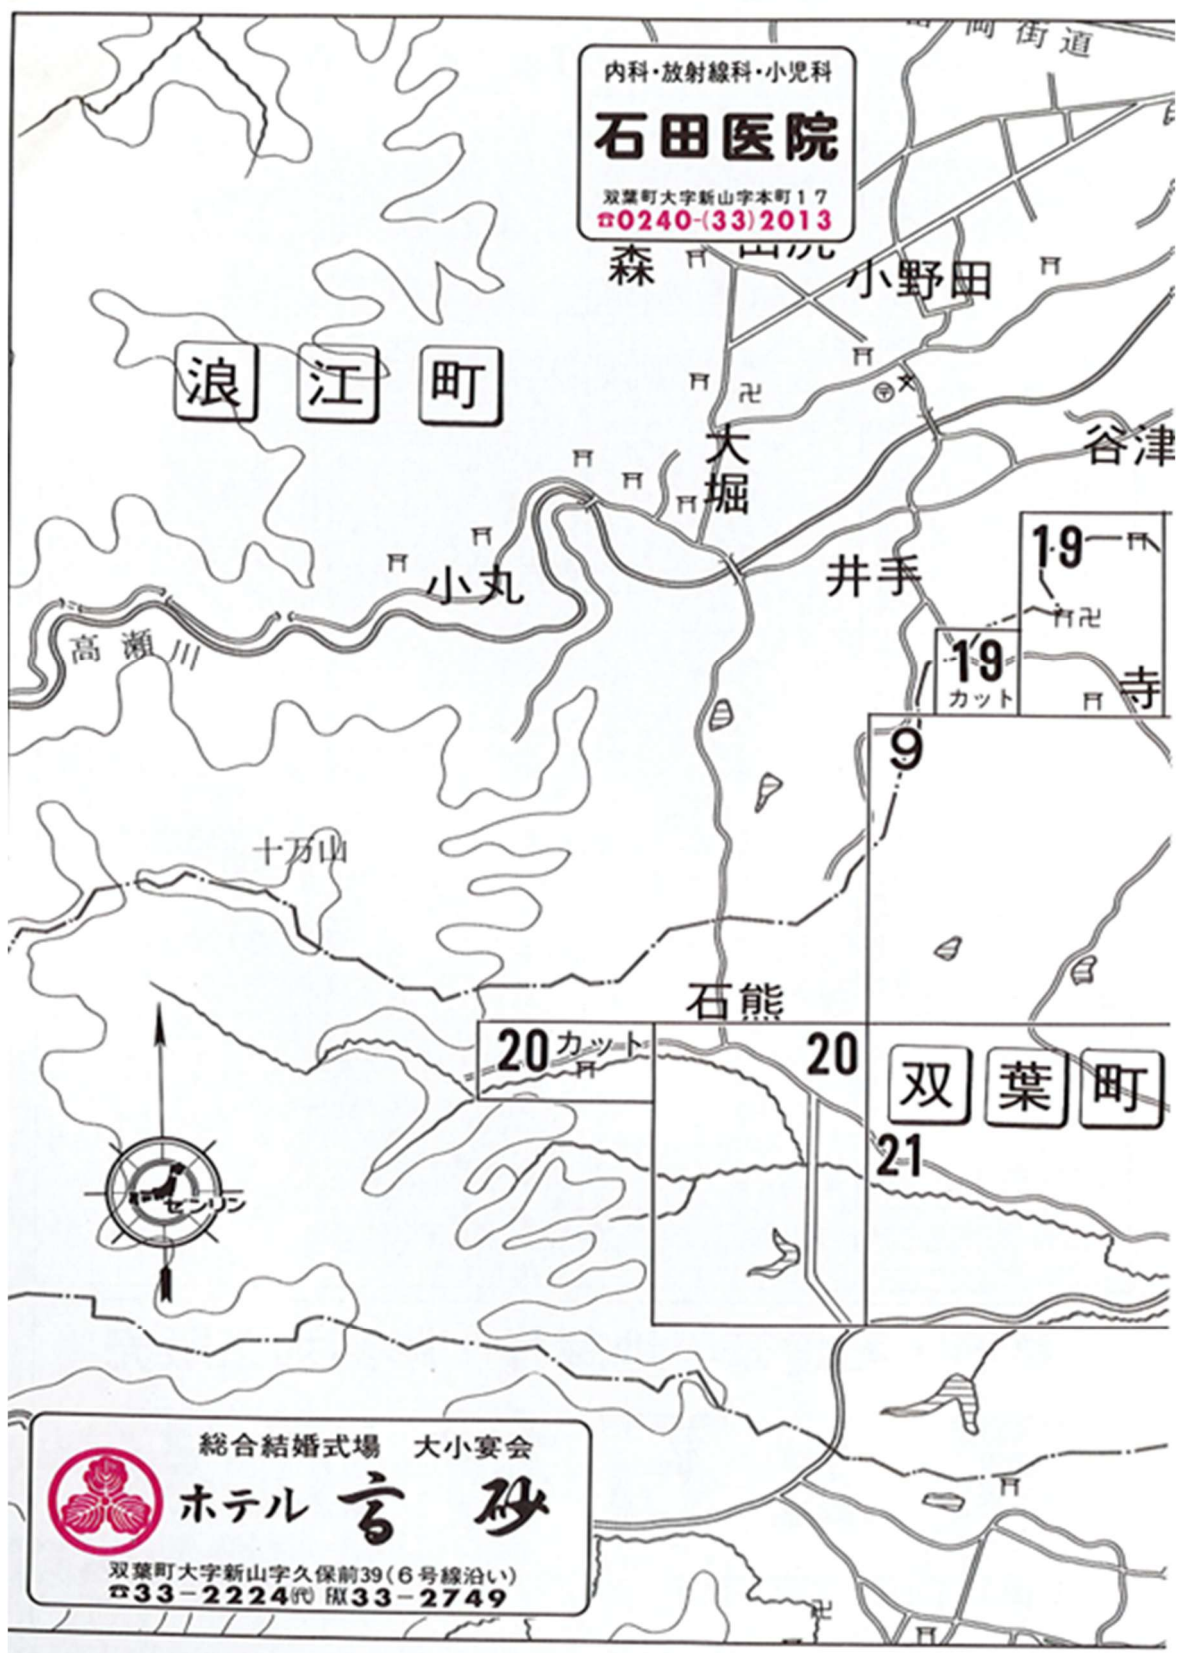 街道
内科・放射線科・小児科
石田医院
双葉町大字新山字本町17
☎0240-(33)2013
森
小野田
浪江町
大堀
谷津
小丸
井手
19
19
カット
寺
高瀬川
9
十万山
石熊
20カット
20
双葉町
21
ゼンリン
総合結婚式場 大小宴会
ホテル 高砂
双葉町大字新山字久保前39(6号線沿い)
☎33-2224㈹ FAX33-2749